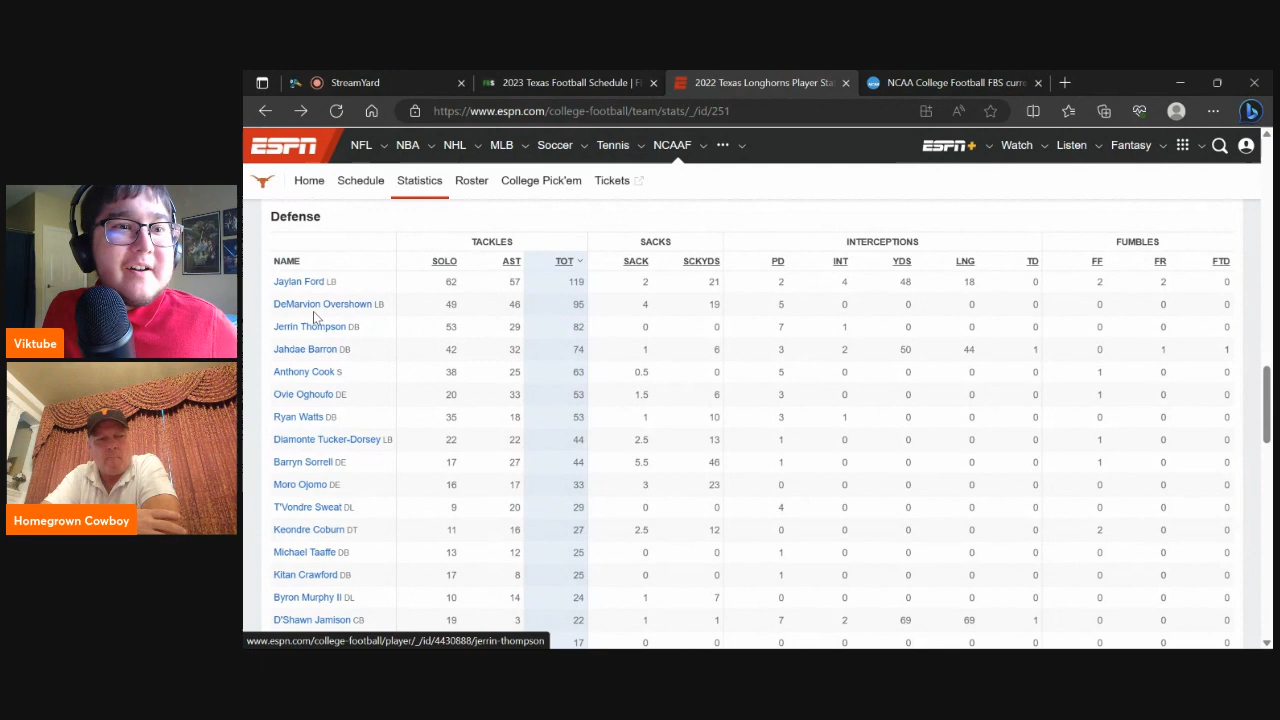 StreamYard
2023 Texas Football Schedule | F
2022 Texas Longhorns Player Sta
NCAA College Football FBS curre
https://www.espn.com/college-football/team/stats/_/id/251
ESPN NFL NBA NHL MLB Soccer Tennis NCAAF ESPN+ Watch Listen Fantasy
Home Schedule Statistics Roster College Pick'em Tickets
Defense
TACKLES SACKS INTERCEPTIONS FUMBLES
NAME SOLO AST TOT SACK SCKYDS PD INT YDS LNG TD FF FR FTD
Jaylan Ford LB 62 57 119 2 21 2 4 48 18 0 2 2 0
DeMarvion Overshown LB 49 46 95 4 19 5 0 0 0 0 0 0 0
Jerrin Thompson DB 53 29 82 0 0 7 1 0 0 0 0 0 0
Jahdae Barron DB 42 32 74 1 6 3 2 50 44 1 0 1 1
Anthony Cook S 38 25 63 0.5 0 5 0 0 0 0 1 0 0
Ovie Oghoufo DE 20 33 53 1.5 6 3 0 0 0 0 1 0 0
Ryan Watts DB 35 18 53 1 10 3 1 0 0 0 0 0 0
Diamonte Tucker-Dorsey LB 22 22 44 2.5 13 1 0 0 0 0 1 0 0
Barryn Sorrell DE 17 27 44 5.5 46 1 0 0 0 0 1 0 0
Moro Ojomo DE 16 17 33 3 23 0 0 0 0 0 0 0 0
T'Vondre Sweat DL 9 20 29 0 0 4 0 0 0 0 0 0 0
Keondre Coburn DT 11 16 27 2.5 12 0 0 0 0 0 2 0 0
Michael Taaffe DB 13 12 25 0 0 1 0 0 0 0 0 0 0
Kitan Crawford DB 17 8 25 0 0 1 0 0 0 0 0 0 0
Byron Murphy II DL 10 14 24 1 7 0 0 0 0 0 0 0 0
D'Shawn Jamison CB 19 3 22 1 1 7 2 69 69 1 0 0 0
17 0 0 0 0 0 0 0 0 0 0
www.espn.com/college-football/player/_/id/4430888/jerrin-thompson
Viktube
Homegrown Cowboy